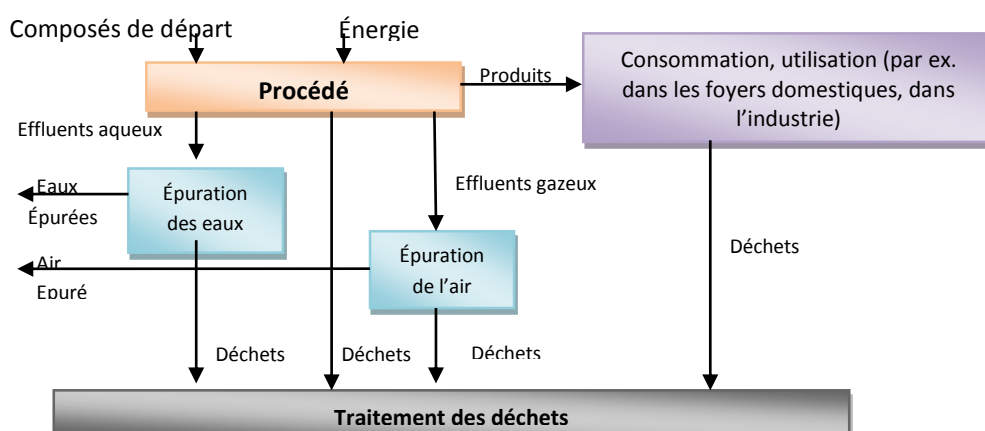 Composés de départ
Énergie
Procédé
Produits
Consommation, utilisation (par ex.
dans les foyers domestiques, dans
l'industrie)
Effluents aqueux
Effluents gazeux
Eaux
Épurées
Épuration
des eaux
Air
Epuré
Épuration
de l'air
Déchets
Déchets
Déchets
Déchets
Traitement des déchets